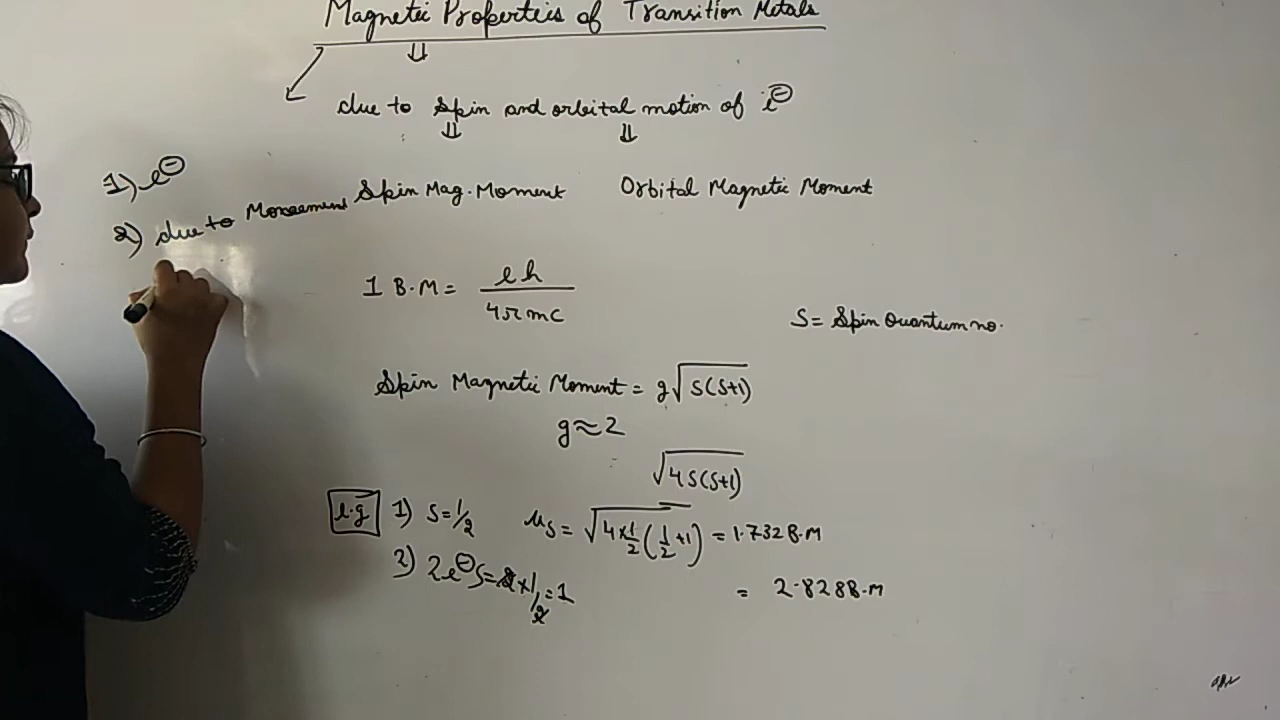 Magnetic Properties of Transition Metals
due to spin and orbital motion of e⊖
1) e⊖
2) due to Movement
Spin Mag. Moment Orbital Magnetic Moment
1 B.M = eh / 4πmc
S = Spin Quantum no.
Spin Magnetic Moment = g√S(S+1)
g≈2
√4S(S+1)
e.g 1) S=1/2 μs = √4×1/2(1/2+1) = 1.732 B.M
2) 2e⊖ S=2×1/2=1 = 2.828 B.M